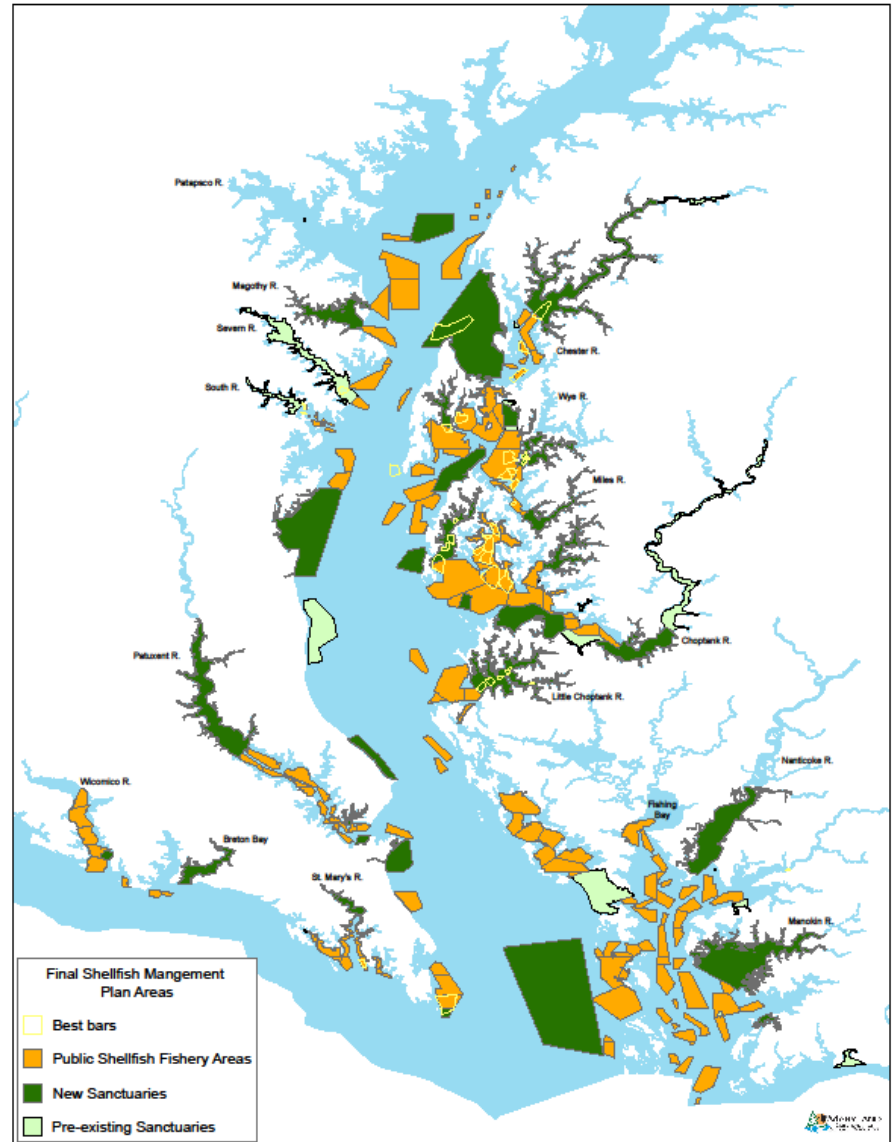 Patapsco R.
Magothy R.
Severn R.
Chester R.
South R.
Wye R.
Miles R.
Choptank R.
Patuxent R.
Little Choptank R.
Nanticoke R.
Wicomico R.
Fishing
Bay
Breton Bay
St. Mary's R.
Manokin R.
Final Shellfish Mangement
Plan Areas
Best bars
Public Shellfish Fishery Areas
New Sanctuaries
Pre-existing Sanctuaries